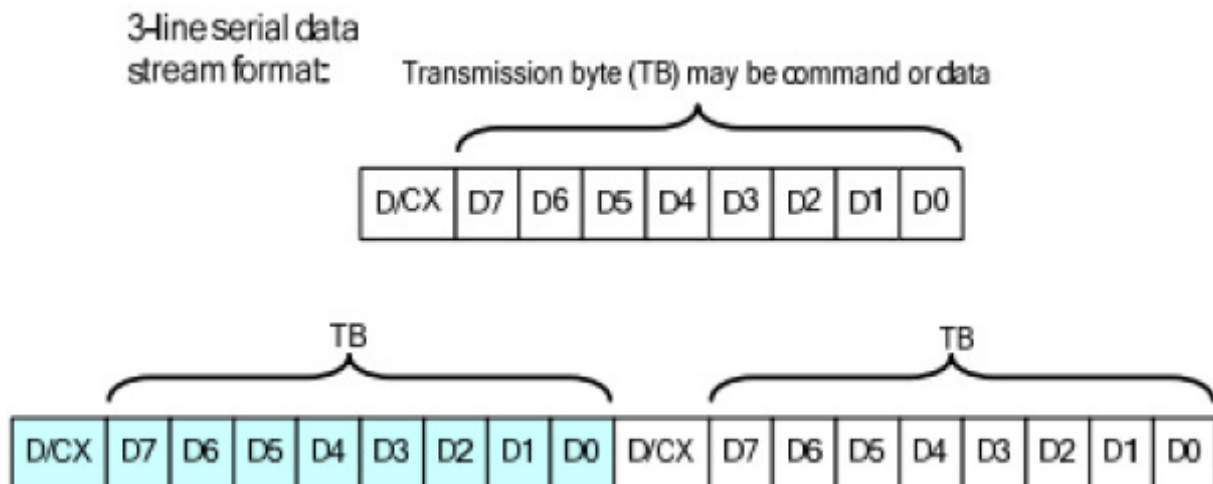 3-line serial data
stream format:
Transmission byte (TB) may be command or data
D/CX D7 D6 D5 D4 D3 D2 D1 D0
TB TB
D/CX D7 D6 D5 D4 D3 D2 D1 D0 D/CX D7 D6 D5 D4 D3 D2 D1 D0